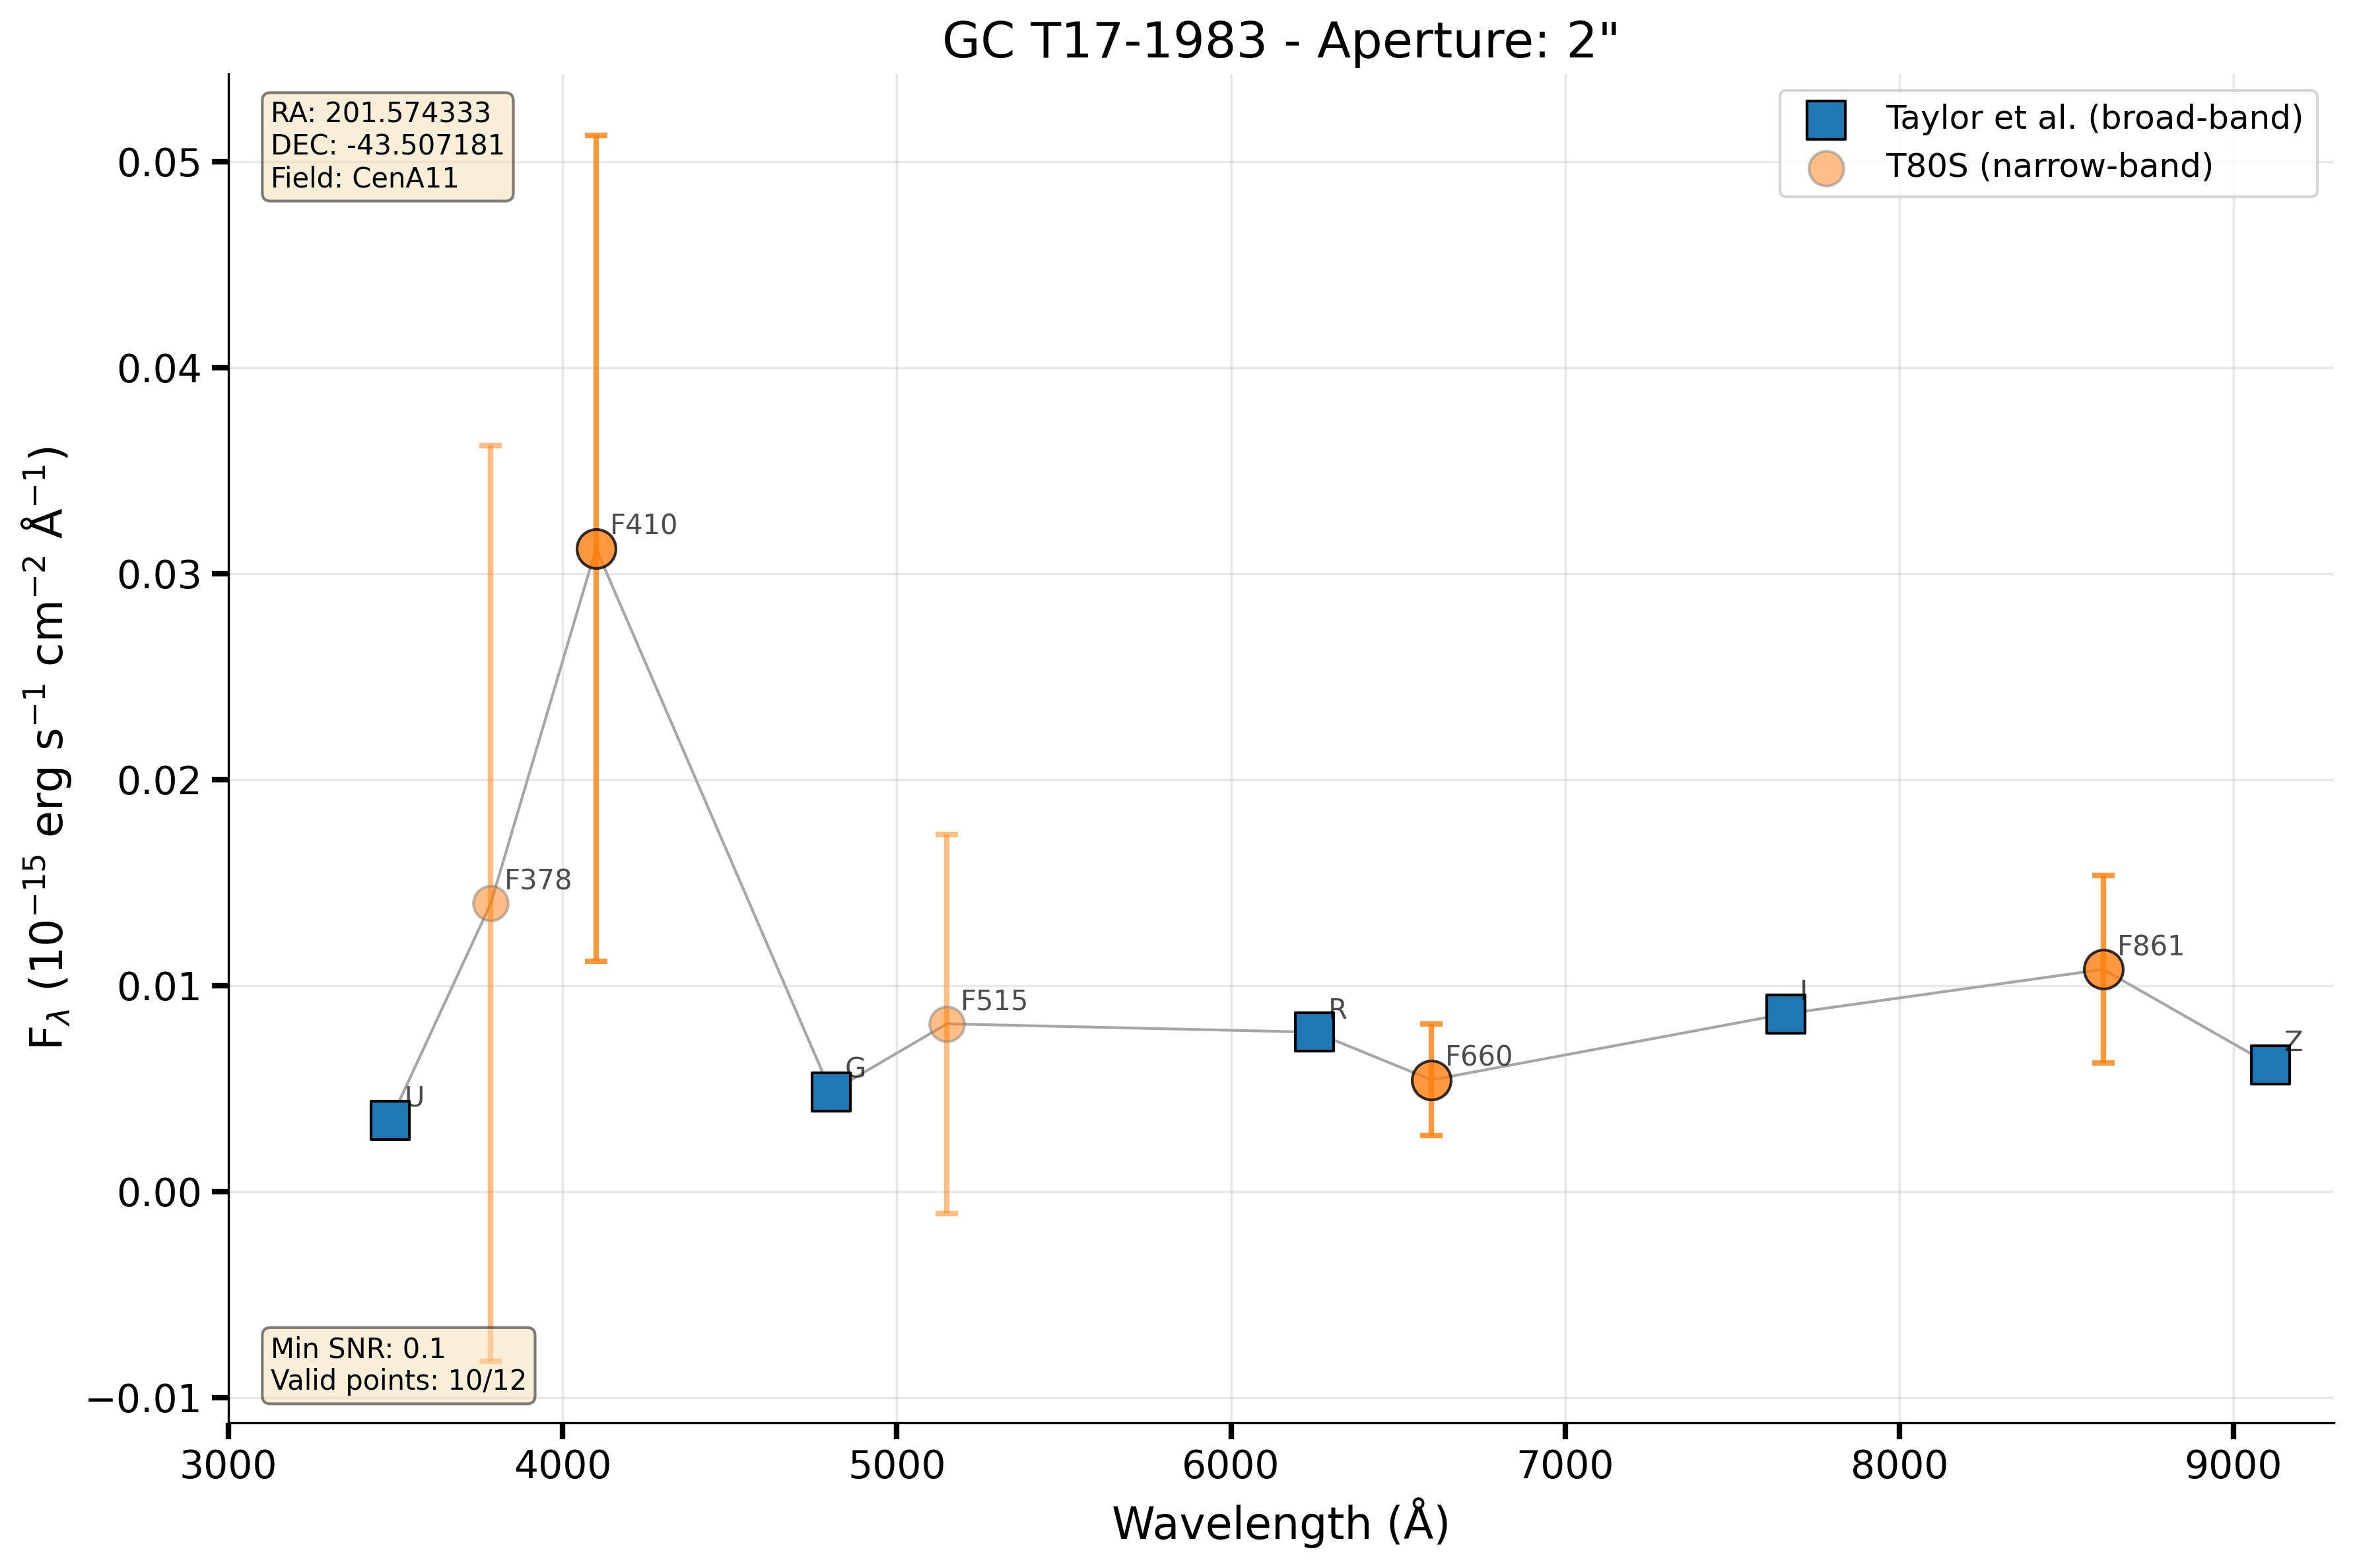 GC T17-1983 - Aperture: 2"
RA: 201.574333
DEC: -43.507181
Field: CenA11
Taylor et al. (broad-band)
T80S (narrow-band)
0.05
0.04
0.03
0.02
0.01
0.00
−0.01
F_λ (10⁻¹⁵ erg s⁻¹ cm⁻² Å⁻¹)
U
F378
F410
G
F515
R
F660
I
F861
Z
Min SNR: 0.1
Valid points: 10/12
3000 4000 5000 6000 7000 8000 9000
Wavelength (Å)